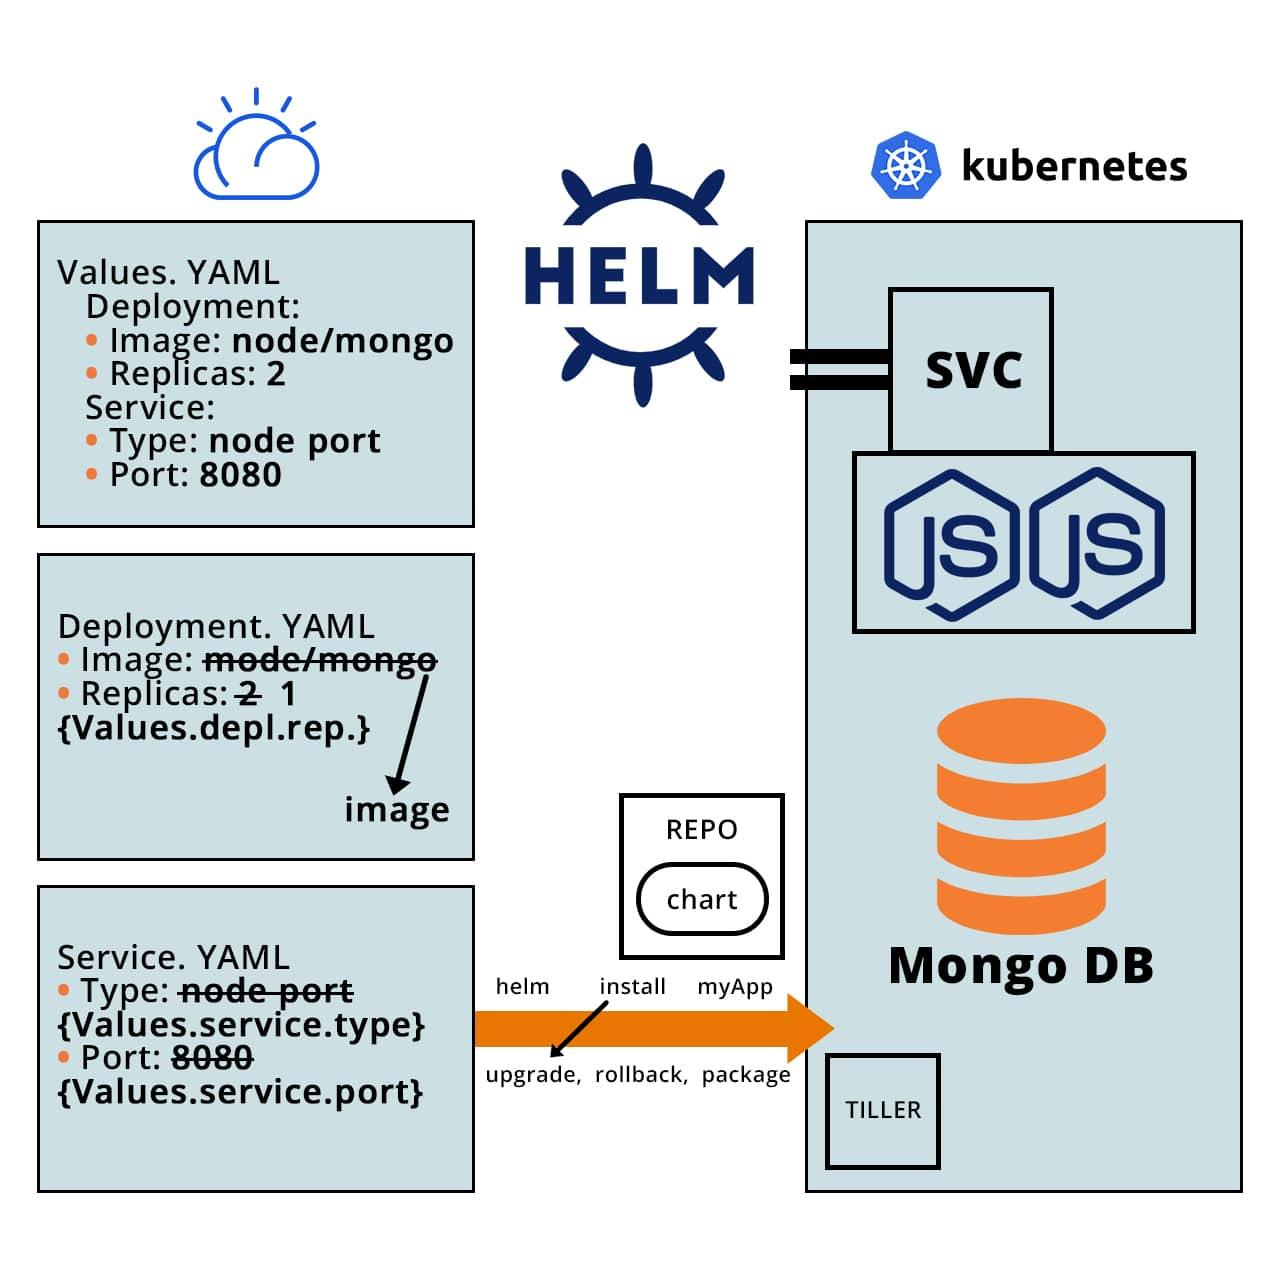 Values. YAML
Deployment:
• Image: node/mongo
• Replicas: 2
Service:
• Type: node port
• Port: 8080
Deployment. YAML
• Image: mode/mongo
• Replicas: 2 1
{Values.depl.rep.}
image
Service. YAML
• Type: node port
{Values.service.type}
• Port: 8080
{Values.service.port}
HELM
REPO
chart
helm install myApp
upgrade, rollback, package
kubernetes
SVC
JS JS
Mongo DB
TILLER